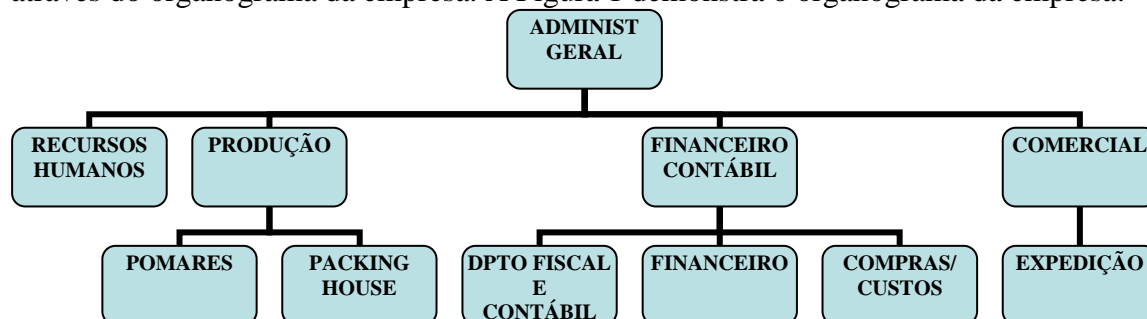 através do organograma da empresa. A Figura 1 demonstra o organograma da empresa.
ADMINIST
GERAL
RECURSOS
HUMANOS
PRODUÇÃO
FINANCEIRO
CONTÁBIL
COMERCIAL
POMARES
PACKING
HOUSE
DPTO FISCAL
E
CONTÁBIL
FINANCEIRO
COMPRAS/
CUSTOS
EXPEDIÇÃO